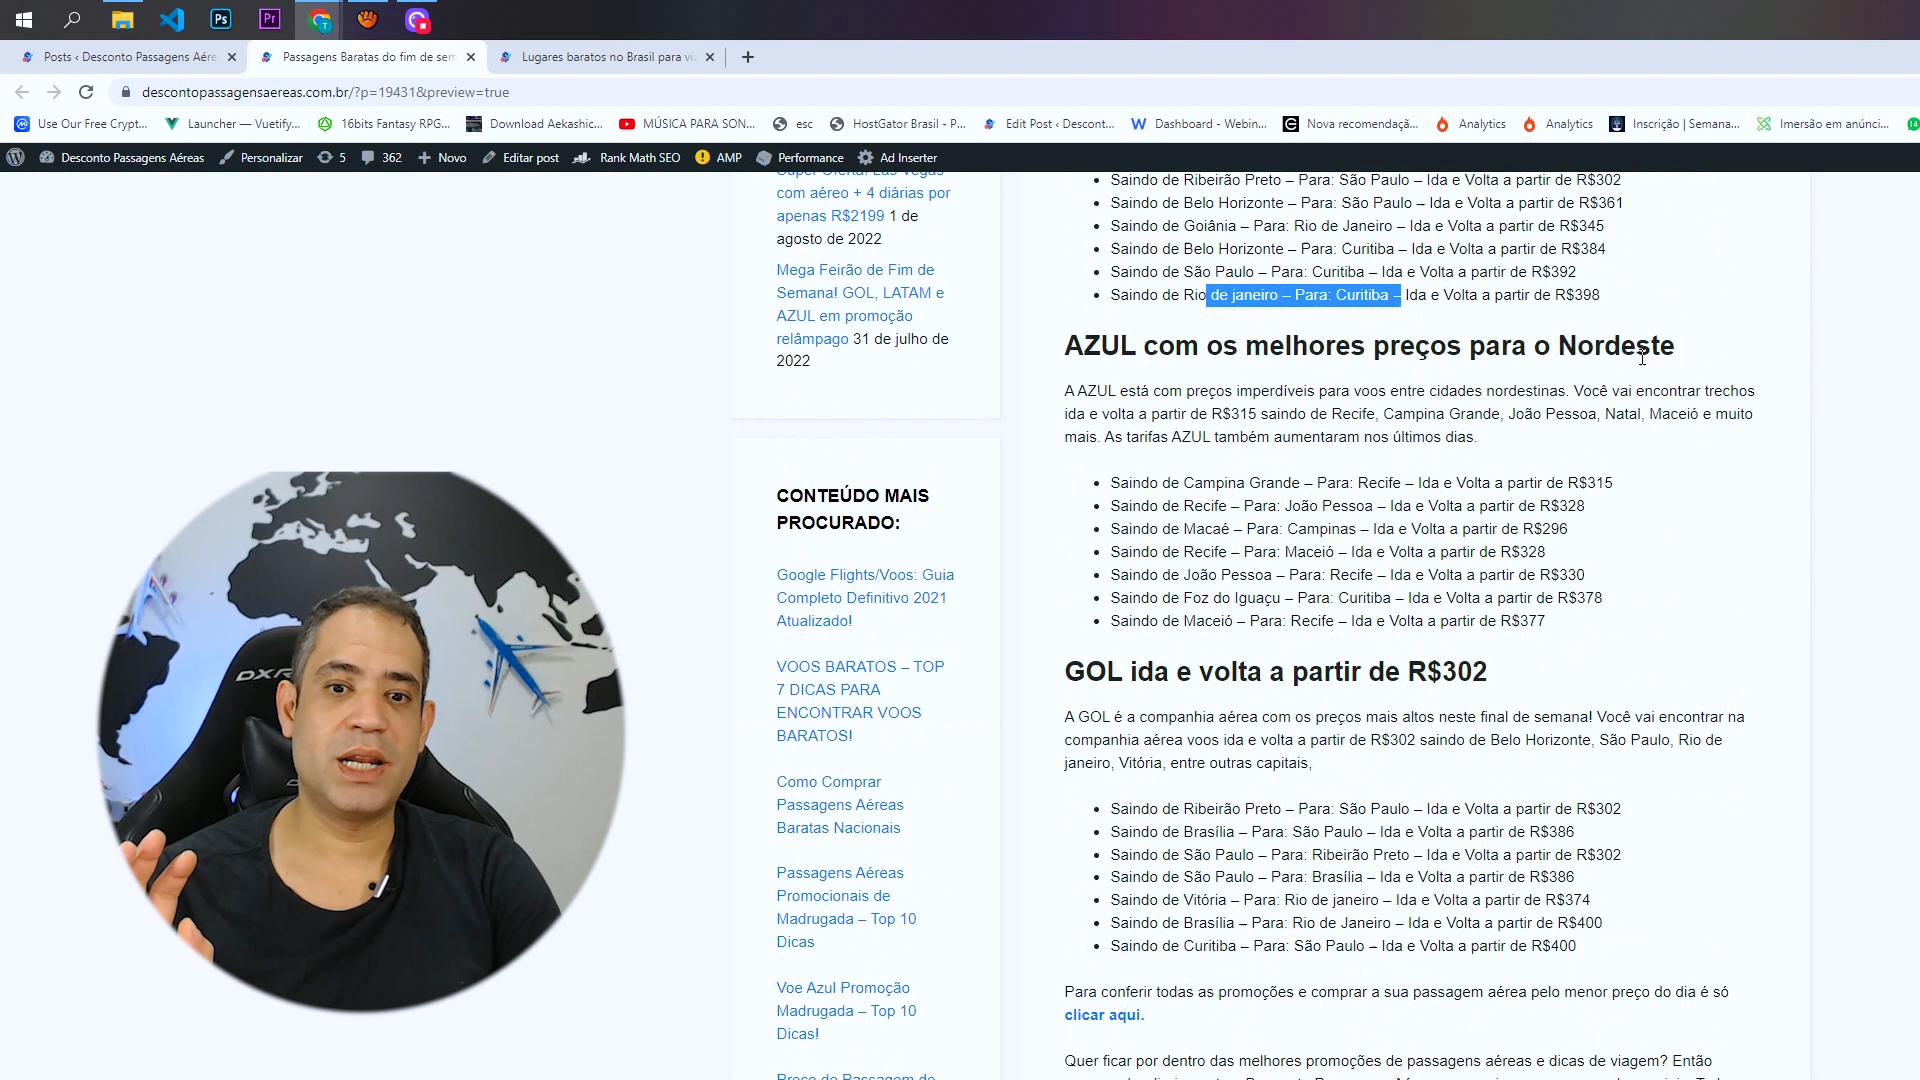 Posts ‹ Desconto Passagens Aére
Passagens Baratas do fim de sem
Lugares baratos no Brasil para vi
descontopassagensaereas.com.br/?p=19431&preview=true
Use Our Free Crypt...
Launcher — Vuetify...
16bits Fantasy RPG...
Download Aekashic...
MÚSICA PARA SON...
esc
HostGator Brasil - P...
Edit Post ‹ Descont...
Dashboard - Webin...
Nova recomendaçã...
Analytics
Analytics
Inscrição | Semana...
Imersão em anúnci...
Desconto Passagens Aéreas
Personalizar
5
362
Novo
Editar post
Rank Math SEO
AMP
Performance
Ad Inserter
Super Oferta! Las Vegas
com aéreo + 4 diárias por
apenas R$2199 1 de
agosto de 2022
Mega Feirão de Fim de
Semana! GOL, LATAM e
AZUL em promoção
relâmpago 31 de julho de
2022
CONTEÚDO MAIS
PROCURADO:
Google Flights/Voos: Guia
Completo Definitivo 2021
Atualizado!
VOOS BARATOS – TOP
7 DICAS PARA
ENCONTRAR VOOS
BARATOS!
Como Comprar
Passagens Aéreas
Baratas Nacionais
Passagens Aéreas
Promocionais de
Madrugada – Top 10
Dicas
Voe Azul Promoção
Madrugada – Top 10
Dicas!
Preço de Passagem de
Saindo de Ribeirão Preto – Para: São Paulo – Ida e Volta a partir de R$302
Saindo de Belo Horizonte – Para: São Paulo – Ida e Volta a partir de R$361
Saindo de Goiânia – Para: Rio de Janeiro – Ida e Volta a partir de R$345
Saindo de Belo Horizonte – Para: Curitiba – Ida e Volta a partir de R$384
Saindo de São Paulo – Para: Curitiba – Ida e Volta a partir de R$392
Saindo de Rio de janeiro – Para: Curitiba – Ida e Volta a partir de R$398
AZUL com os melhores preços para o Nordeste
A AZUL está com preços imperdíveis para voos entre cidades nordestinas. Você vai encontrar trechos
ida e volta a partir de R$315 saindo de Recife, Campina Grande, João Pessoa, Natal, Maceió e muito
mais. As tarifas AZUL também aumentaram nos últimos dias.
Saindo de Campina Grande – Para: Recife – Ida e Volta a partir de R$315
Saindo de Recife – Para: João Pessoa – Ida e Volta a partir de R$328
Saindo de Macaé – Para: Campinas – Ida e Volta a partir de R$296
Saindo de Recife – Para: Maceió – Ida e Volta a partir de R$328
Saindo de João Pessoa – Para: Recife – Ida e Volta a partir de R$330
Saindo de Foz do Iguaçu – Para: Curitiba – Ida e Volta a partir de R$378
Saindo de Maceió – Para: Recife – Ida e Volta a partir de R$377
GOL ida e volta a partir de R$302
A GOL é a companhia aérea com os preços mais altos neste final de semana! Você vai encontrar na
companhia aérea voos ida e volta a partir de R$302 saindo de Belo Horizonte, São Paulo, Rio de
janeiro, Vitória, entre outras capitais,
Saindo de Ribeirão Preto – Para: São Paulo – Ida e Volta a partir de R$302
Saindo de Brasília – Para: São Paulo – Ida e Volta a partir de R$386
Saindo de São Paulo – Para: Ribeirão Preto – Ida e Volta a partir de R$302
Saindo de São Paulo – Para: Brasília – Ida e Volta a partir de R$386
Saindo de Vitória – Para: Rio de janeiro – Ida e Volta a partir de R$374
Saindo de Brasília – Para: Rio de Janeiro – Ida e Volta a partir de R$400
Saindo de Curitiba – Para: São Paulo – Ida e Volta a partir de R$400
Para conferir todas as promoções e comprar a sua passagem aérea pelo menor preço do dia é só
clicar aqui.
Quer ficar por dentro das melhores promoções de passagens aéreas e dicas de viagem? Então